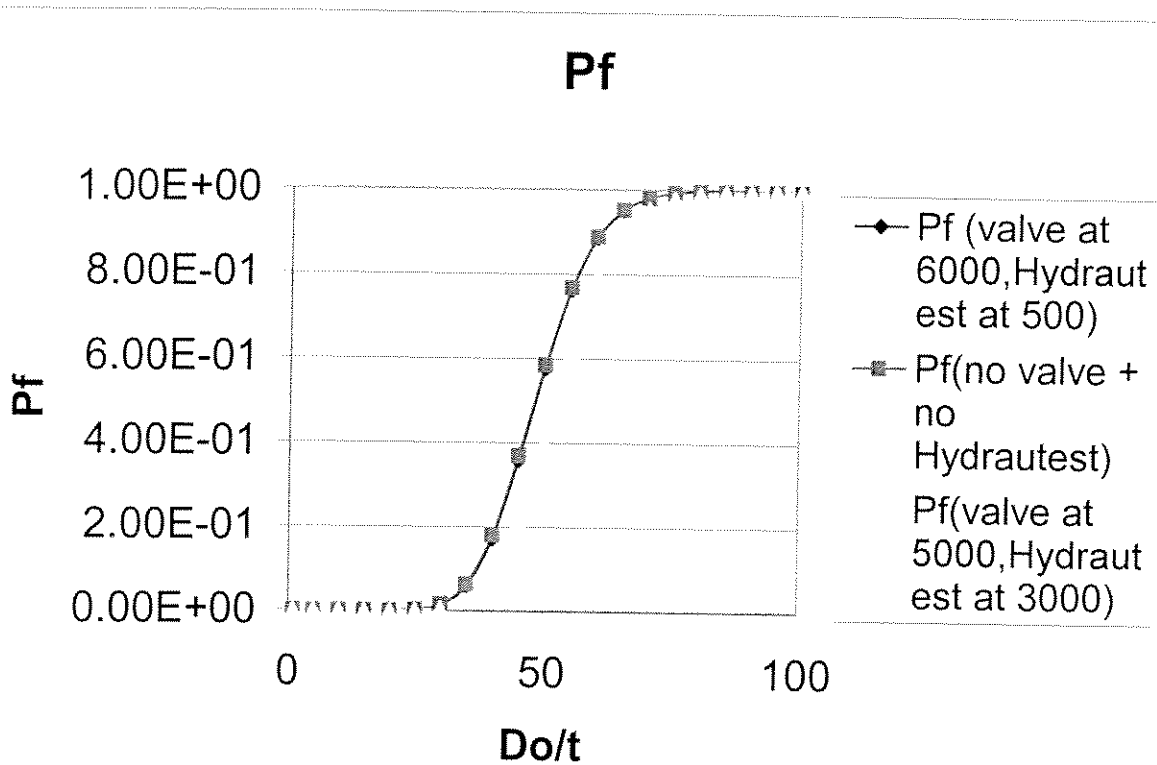 Pf
1.00E+00
8.00E-01
6.00E-01
4.00E-01
2.00E-01
0.00E+00
Pf
0
50
100
Do/t
Pf (valve at
6000,Hydraut
est at 500)
Pf(no valve +
no
Hydrautest)
Pf(valve at
5000,Hydraut
est at 3000)